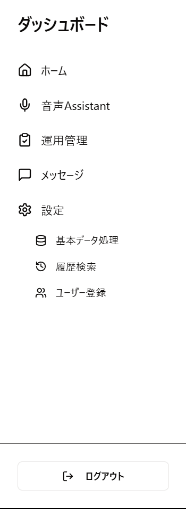 ダッシュボード
ホーム
音声Assistant
運用管理
メッセージ
設定
基本データ処理
履歴検索
ユーザー登録
ログアウト